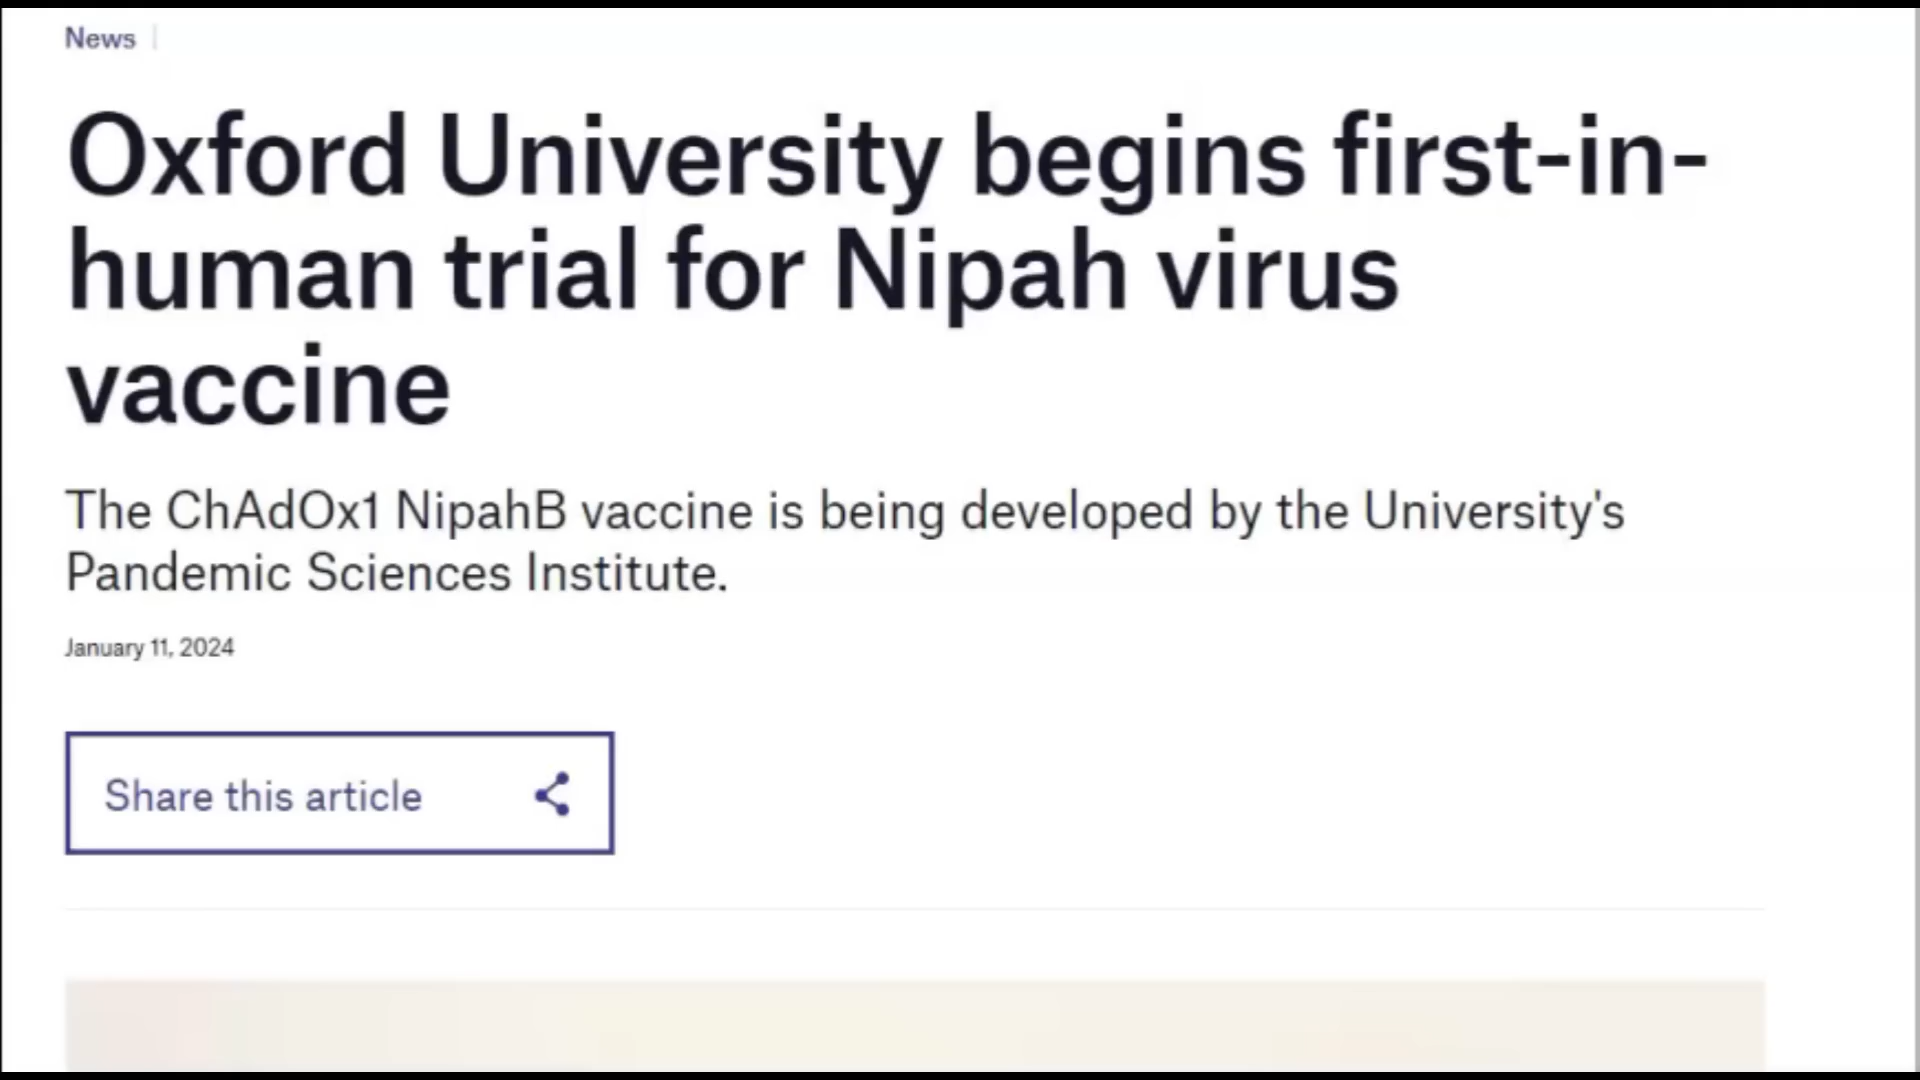 News
Oxford University begins first-in-
human trial for Nipah virus
vaccine
The ChAdOx1 NipahB vaccine is being developed by the University's
Pandemic Sciences Institute.
January 11, 2024
Share this article